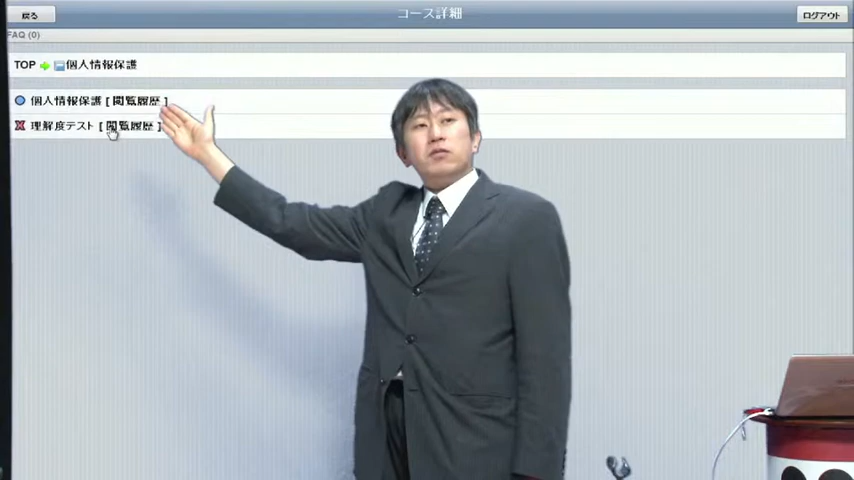 戻る
コース詳細
ログアウト
FAQ (0)
TOP 個人情報保護
個人情報保護 [ 閲覧履歴 ]
理解度テスト [ 閲覧履歴 ]